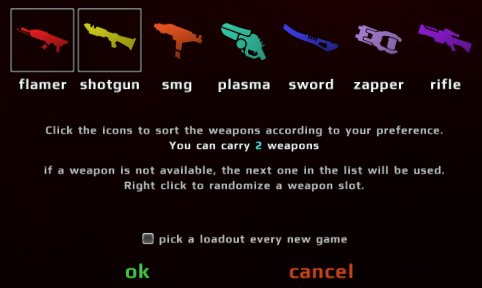 flamer shotgun smg plasma sword zapper rifle
Click the icons to sort the weapons according to your preference.
You can carry 2 weapons
if a weapon is not available, the next one in the list will be used.
Right click to randomize a weapon slot.
pick a loadout every new game
ok cancel